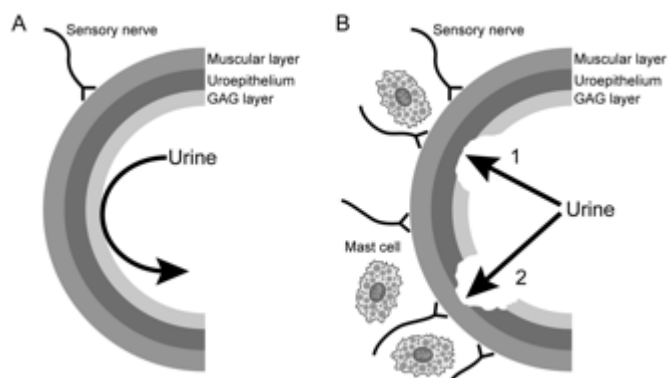 A
Sensory nerve
Muscular layer
Uroepithelium
GAG layer
Urine
B
Sensory nerve
Muscular layer
Uroepithelium
GAG layer
1
Urine
Mast cell
2